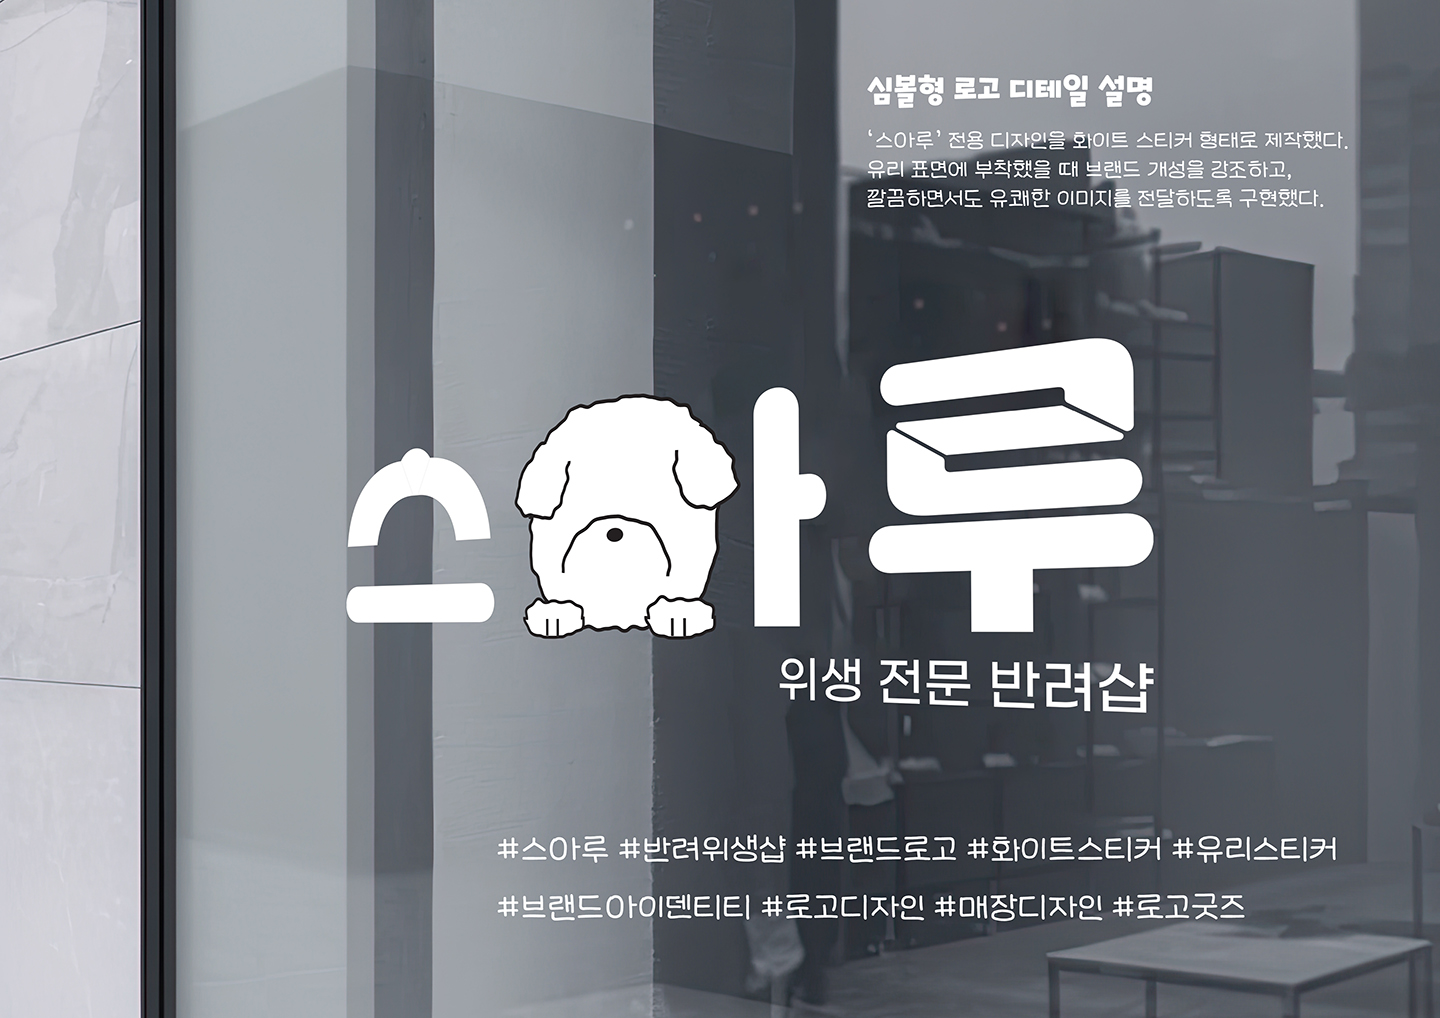 심볼형 로고 디테일 설명
‘스아루’ 전용 디자인을 화이트 스티커 형태로 제작했다.
유리 표면에 부착했을 때 브랜드 개성을 강조하고,
깔끔하면서도 유쾌한 이미지를 전달하도록 구현했다.
스아루
위생 전문 반려샵
#스아루 #반려위생샵 #브랜드로고 #화이트스티커 #유리스티커
#브랜드아이덴티티 #로고디자인 #매장디자인 #로고굿즈